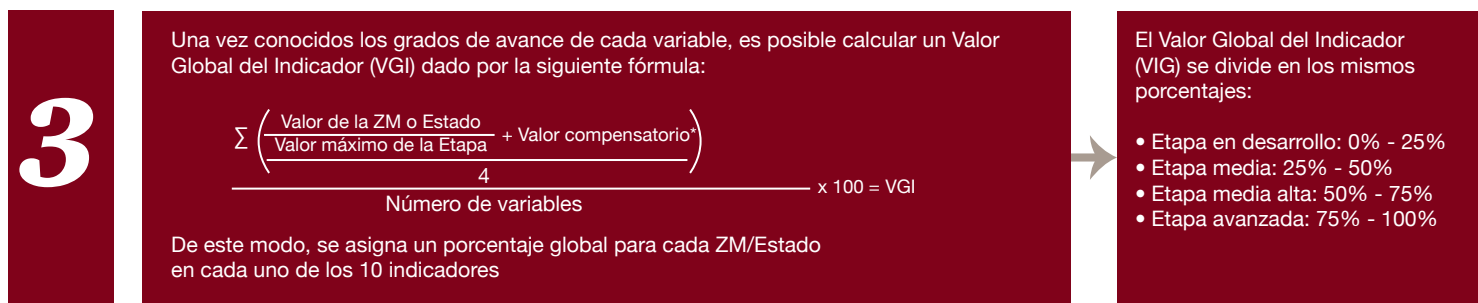 3
Una vez conocidos los grados de avance de cada variable, es posible calcular un Valor
Global del Indicador (VGI) dado por la siguiente fórmula:
∑ ( Valor de la ZM o Estado
Valor máximo de la Etapa + Valor compensatorio* )
4
Número de variables
x 100 = VGI
De este modo, se asigna un porcentaje global para cada ZM/Estado
en cada uno de los 10 indicadores
El Valor Global del Indicador
(VIG) se divide en los mismos
porcentajes:
• Etapa en desarrollo: 0% - 25%
• Etapa media: 25% - 50%
• Etapa media alta: 50% - 75%
• Etapa avanzada: 75% - 100%